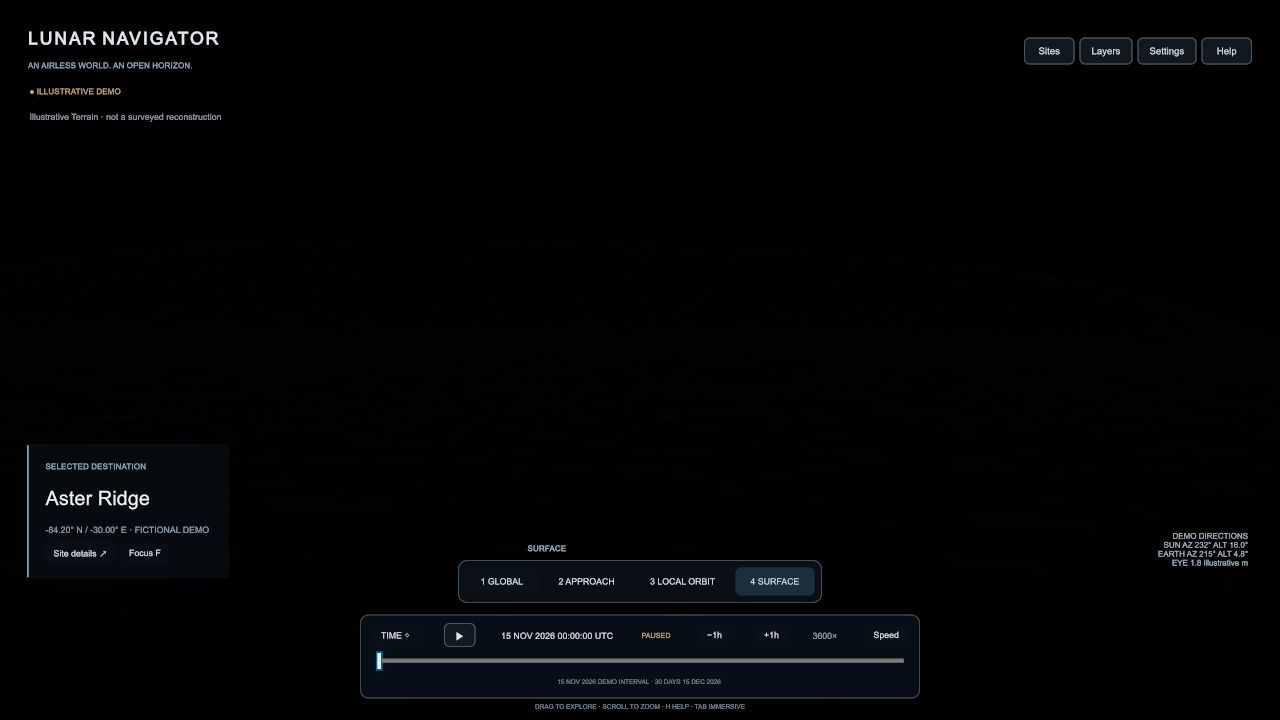 LUNAR NAVIGATOR
AN AIRLESS WORLD. AN OPEN HORIZON.
● ILLUSTRATIVE DEMO
Illustrative Terrain · not a surveyed reconstruction
Sites
Layers
Settings
Help
SELECTED DESTINATION
Aster Ridge
-84.20° N / -30.00° E · FICTIONAL DEMO
Site details ↗ Focus F
DEMO DIRECTIONS
SUN AZ 232° ALT 16.0°
EARTH AZ 215° ALT 4.8°
EYE 1.8 illustrative m
SURFACE
1 GLOBAL 2 APPROACH 3 LOCAL ORBIT 4 SURFACE
TIME ◇ ▶ 15 NOV 2026 00:00:00 UTC PAUSED −1h +1h 3600× Speed
15 NOV 2026 DEMO INTERVAL · 30 DAYS 15 DEC 2026
DRAG TO EXPLORE · SCROLL TO ZOOM · H HELP · TAB IMMERSIVE